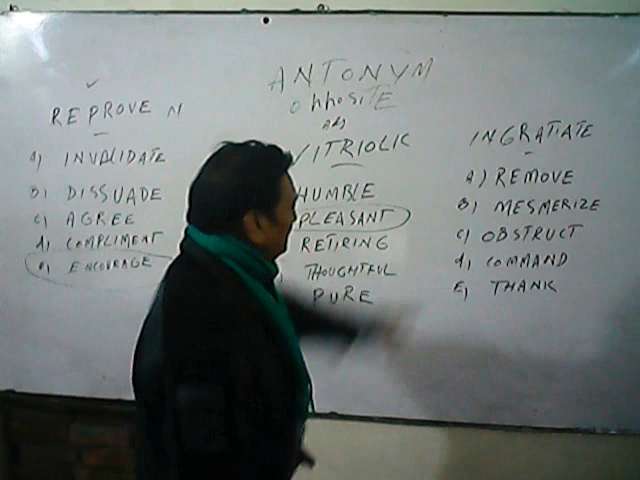 ANTONYM
OPPOSITE
adj
REPROVE N
A) INVALIDATE
B) DISSUADE
C) AGREE
d) COMPLIMENT
e) ENCOURAGE
VITRIOLIC
HUMBLE
PLEASANT
RETIRING
THOUGHTFUL
PURE
INGRATIATE
A) REMOVE
B) MESMERIZE
C) OBSTRUCT
d) COMMAND
E) THANK